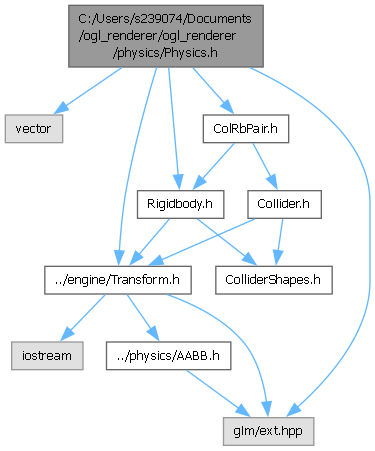 C:/Users/s239074/Documents
/ogl_renderer/ogl_renderer
/physics/Physics.h
vector
ColRbPair.h
Rigidbody.h
Collider.h
../engine/Transform.h
ColliderShapes.h
iostream
../physics/AABB.h
glm/ext.hpp